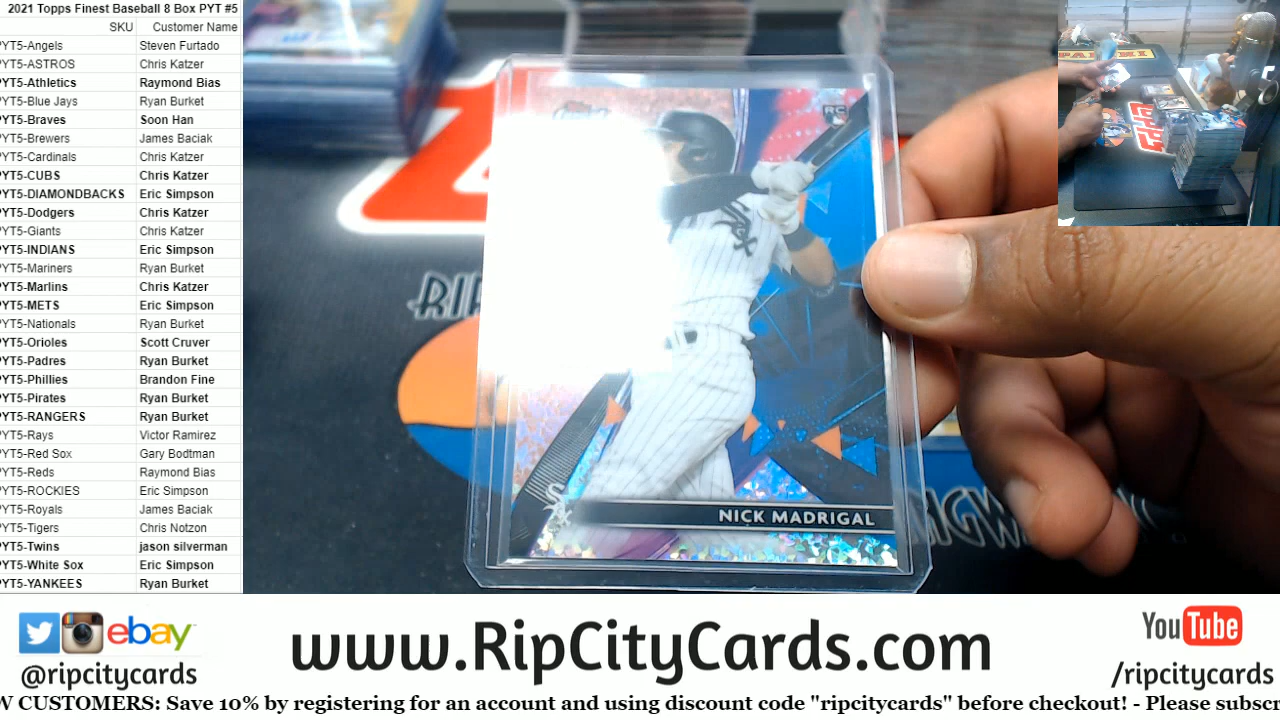 2021 Topps Finest Baseball 8 Box PYT #5
SKU Customer Name
PYT5-Angels Steven Furtado
PYT5-ASTROS Chris Katzer
PYT5-Athletics Raymond Bias
PYT5-Blue Jays Ryan Burket
PYT5-Braves Soon Han
PYT5-Brewers James Baciak
PYT5-Cardinals Chris Katzer
PYT5-CUBS Chris Katzer
PYT5-DIAMONDBACKS Eric Simpson
PYT5-Dodgers Chris Katzer
PYT5-Giants Chris Katzer
PYT5-INDIANS Eric Simpson
PYT5-Mariners Ryan Burket
PYT5-Marlins Chris Katzer
PYT5-METS Eric Simpson
PYT5-Nationals Ryan Burket
PYT5-Orioles Scott Cruver
PYT5-Padres Ryan Burket
PYT5-Phillies Brandon Fine
PYT5-Pirates Ryan Burket
PYT5-RANGERS Ryan Burket
PYT5-Rays Victor Ramirez
PYT5-Red Sox Gary Bodtman
PYT5-Reds Raymond Bias
PYT5-ROCKIES Eric Simpson
PYT5-Royals James Baciak
PYT5-Tigers Chris Notzon
PYT5-Twins jason silverman
PYT5-White Sox Eric Simpson
PYT5-YANKEES Ryan Burket
PANINI
RC
Sox
RIP
NICK MADRIGAL
ebay
@ripcitycards
www.RipCityCards.com
YouTube
/ripcitycards
W CUSTOMERS: Save 10% by registering for an account and using discount code "ripcitycards" before checkout! - Please subscr